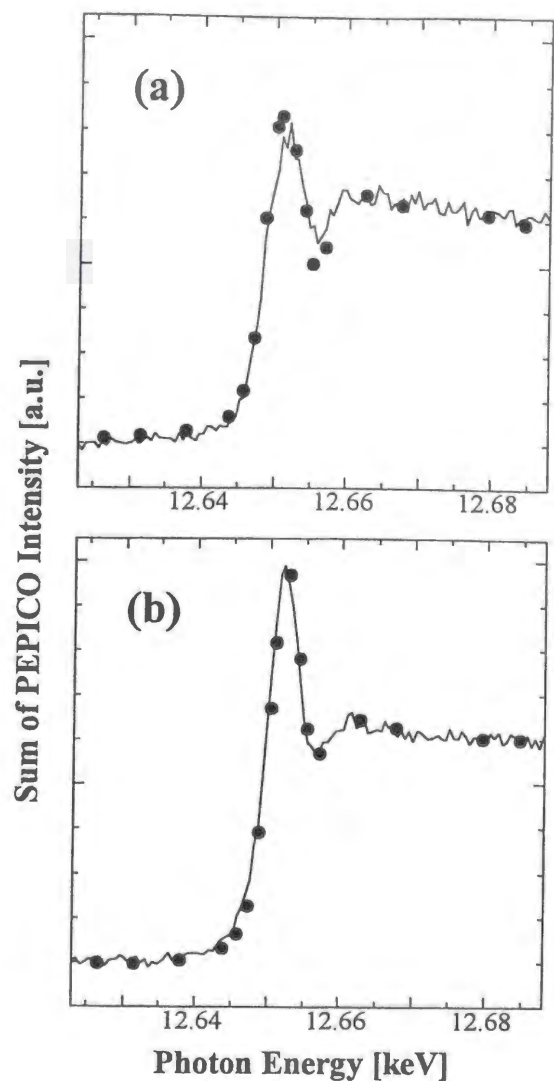 (a)
12.64 12.66 12.68
Sum of PEPICO Intensity [a.u.]
(b)
12.64 12.66 12.68
Photon Energy [keV]